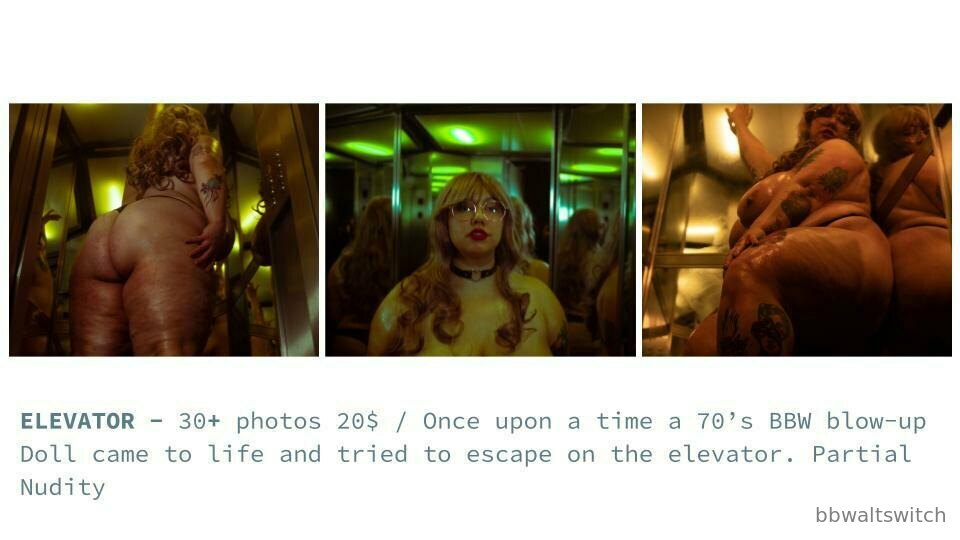 ELEVATOR – 30+ photos 20$ / Once upon a time a 70’s BBW blow-up
Doll came to life and tried to escape on the elevator. Partial
Nudity
bbwaltswitch